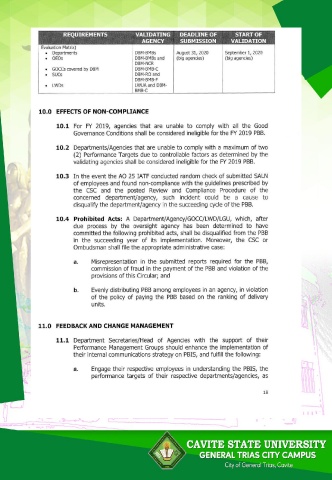 REQUIREMENTS VALIDATING AGENCY DEADLINE OF SUBMISSION START OF VALIDATION
Evaluation Matrix)
• Departments DBM-BMBs August 31, 2020 September 1, 2020
• OEOs DBM-BMBs and (big agencies) (big agencies)
DBM-NCR
• GOCCs covered by DBM DBM-BMB-C
• SUCs DBM-RO and
DBM-BMB-F
• LWDs LWUA and DBM-
BMB-C
10.0 EFFECTS OF NON-COMPLIANCE
10.1 For FY 2019, agencies that are unable to comply with all the Good
Governance Conditions shall be considered ineligible for the FY 2019 PBB.
10.2 Departments/Agencies that are unable to comply with a maximum of two
(2) Performance Targets due to controllable factors as determined by the
validating agencies shall be considered ineligible for the FY 2019 PBB.
10.3 In the event the AO 25 IATF conducted random check of submitted SALN
of employees and found non-compliance with the guidelines prescribed by
the CSC and the posted Review and Compliance Procedure of the
concerned department/agency, such incident could be a cause to
disqualify the department/agency in the succeeding cycle of the PBB.
10.4 Prohibited Acts: A Department/Agency/GOCC/LWD/LGU, which, after
due process by the oversight agency has been determined to have
committed the following prohibited acts, shall be disqualified from the PBB
in the succeeding year of its implementation. Moreover, the CSC or
Ombudsman shall file the appropriate administrative case:
a. Misrepresentation in the submitted reports required for the PBB,
commission of fraud in the payment of the PBB and violation of the
provisions of this Circular; and
b. Evenly distributing PBB among employees in an agency, in violation
of the policy of paying the PBB based on the ranking of delivery
units.
11.0 FEEDBACK AND CHANGE MANAGEMENT
11.1 Department Secretaries/Head of Agencies with the support of their
Performance Management Groups should enhance the implementation of
their internal communications strategy on PBIS, and fulfill the following:
a. Engage their respective employees in understanding the PBIS, the
performance targets of their respective departments/agencies, as
18
CAVITE STATE UNIVERSITY
GENERAL TRIAS CITY CAMPUS
City of General Trias, Cavite